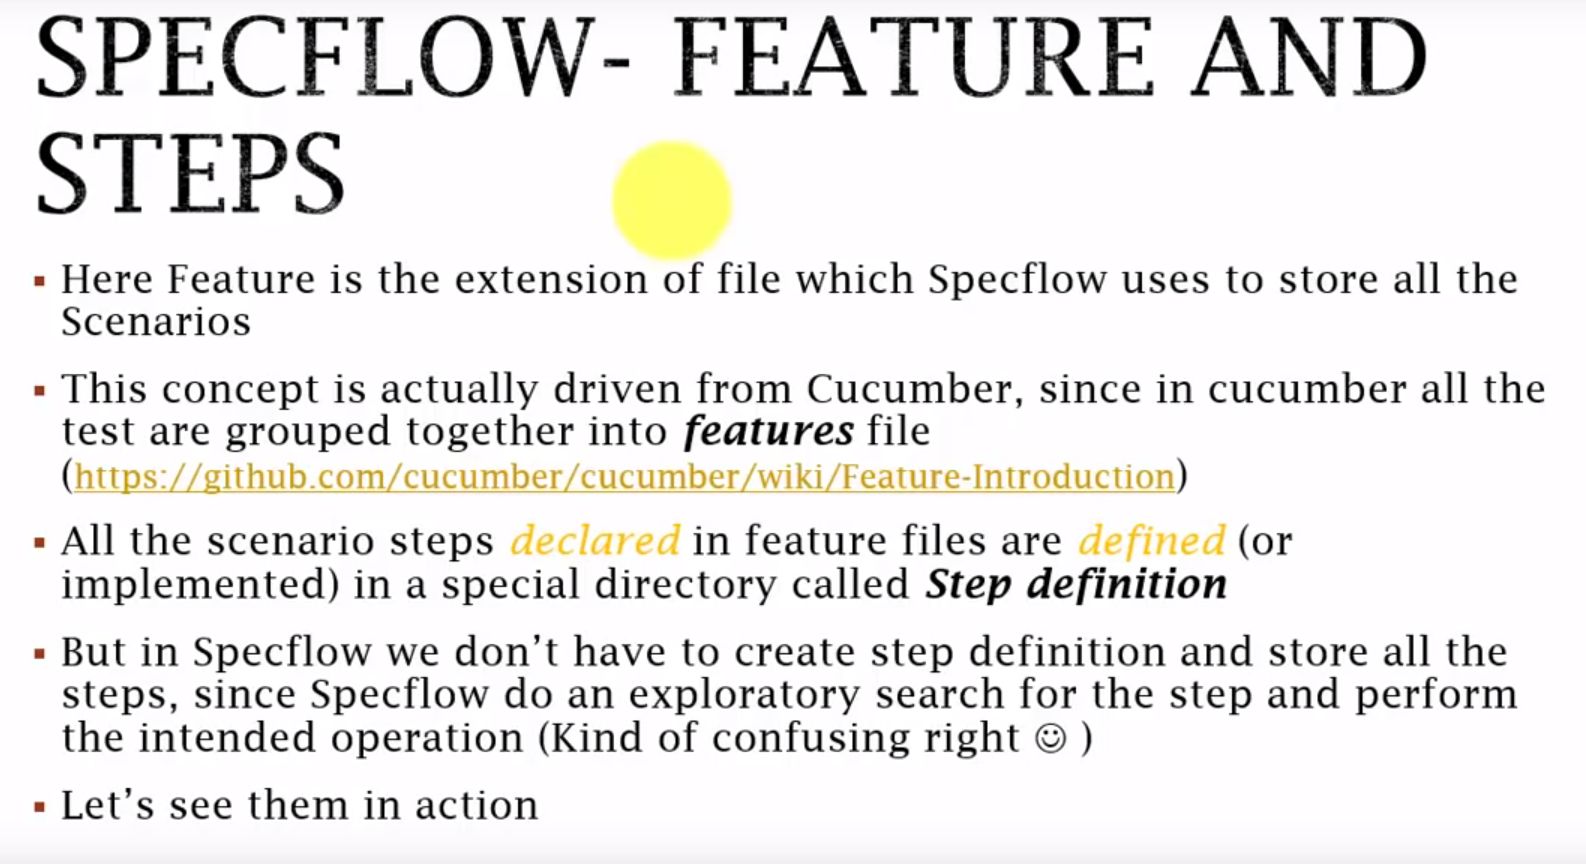 SPECFLOW- FEATURE AND
STEPS
▪ Here Feature is the extension of file which Specflow uses to store all the
Scenarios
▪ This concept is actually driven from Cucumber, since in cucumber all the
test are grouped together into features file
(https://github.com/cucumber/cucumber/wiki/Feature-Introduction)
▪ All the scenario steps declared in feature files are defined (or
implemented) in a special directory called Step definition
▪ But in Specflow we don’t have to create step definition and store all the
steps, since Specflow do an exploratory search for the step and perform
the intended operation (Kind of confusing right ☺ )
▪ Let’s see them in action